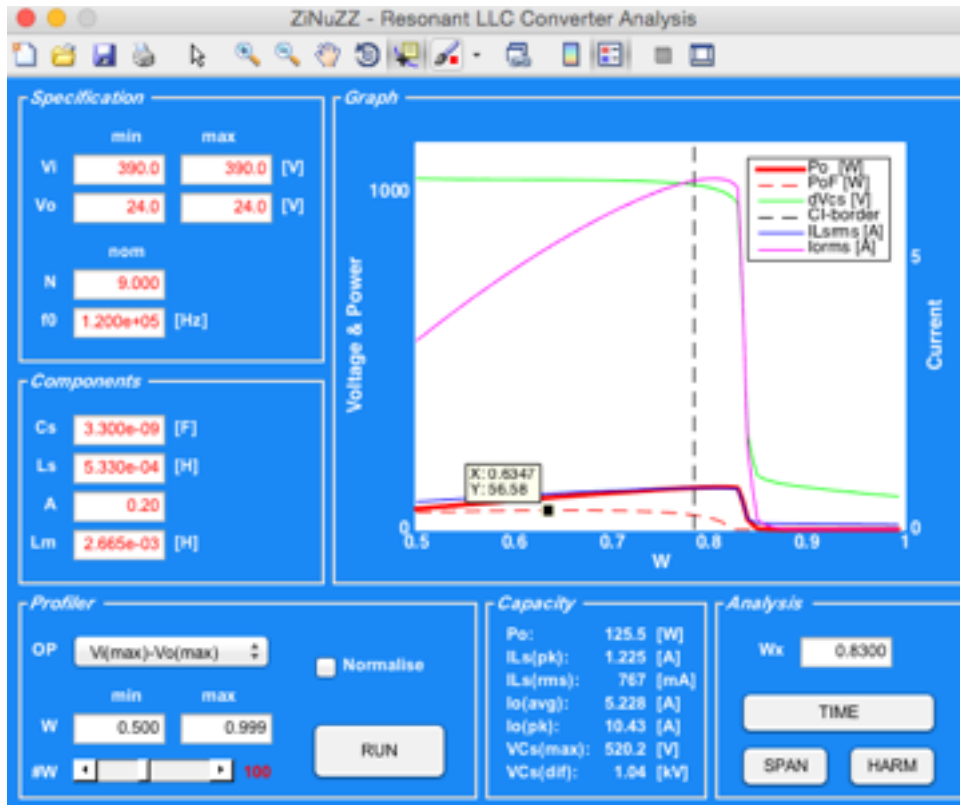 ZiNuZZ - Resonant LLC Converter Analysis
Specification
min max
Vi 390.0 390.0 [V]
Vo 24.0 24.0 [V]
nom
N 9.000
f0 1.200e+05 [Hz]
Components
Cs 3.300e-09 [F]
Ls 5.330e-04 [H]
A 0.20
Lm 2.665e-03 [H]
Graph
Po [W]
PoF [W]
dVcs [V]
CI-border
ILsrms [A]
Iorms [A]
1000
0
Voltage & Power
5
0
Current
X: 0.6347
Y: 56.58
0.5 0.6 0.7 0.8 0.9 1
W
Profiler
OP Vi(max)-Vo(max)
Normalise
min max
W 0.500 0.999
#W 100
RUN
Capacity
Po: 125.5 [W]
ILs(pk): 1.225 [A]
ILs(rms): 767 [mA]
Io(avg): 5.228 [A]
Io(pk): 10.43 [A]
VCs(max): 520.2 [V]
VCs(dif): 1.04 [kV]
Analysis
Wx 0.8300
TIME
SPAN HARM